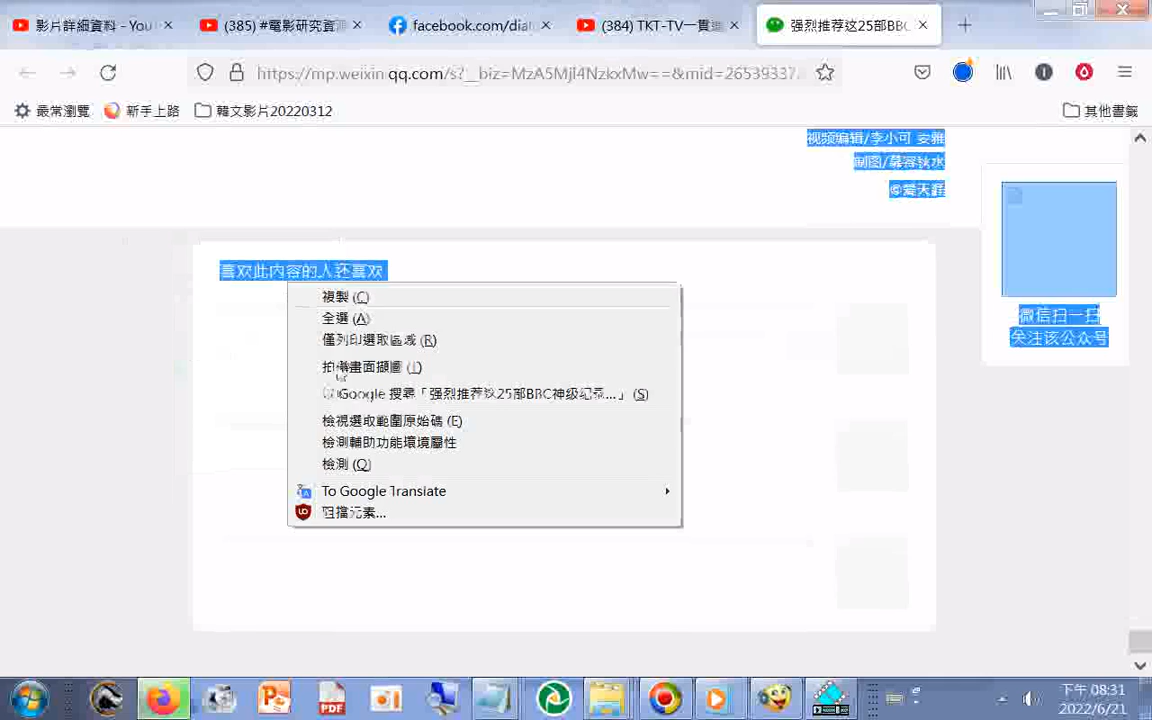 影片詳細資料 - YouT
(385) #電影研究資
facebook.com/dia
(384) TKT-TV一貫道
强烈推荐这25部BBC
https://mp.weixin.qq.com/s?__biz=MzA5MjI4NzkxMw==&mid=26539337
最常瀏覽
新手上路
韓文影片20220312
其他書籤
视频编辑/李小可 姿雅
制图/慕容秋水
©爱天涯
喜欢此内容的人还喜欢
微信扫一扫
关注该公众号
複製 (C)
全選 (A)
僅列印選取區域 (R)
拍攝畫面擷圖 (T)
Google 搜尋「强烈推荐这25部BBC神级纪录...」 (S)
檢視選取範圍原始碼 (E)
檢測輔助功能環境屬性
檢測 (Q)
To Google Translate
阻擋元素...
下午 08:31
2022/6/21